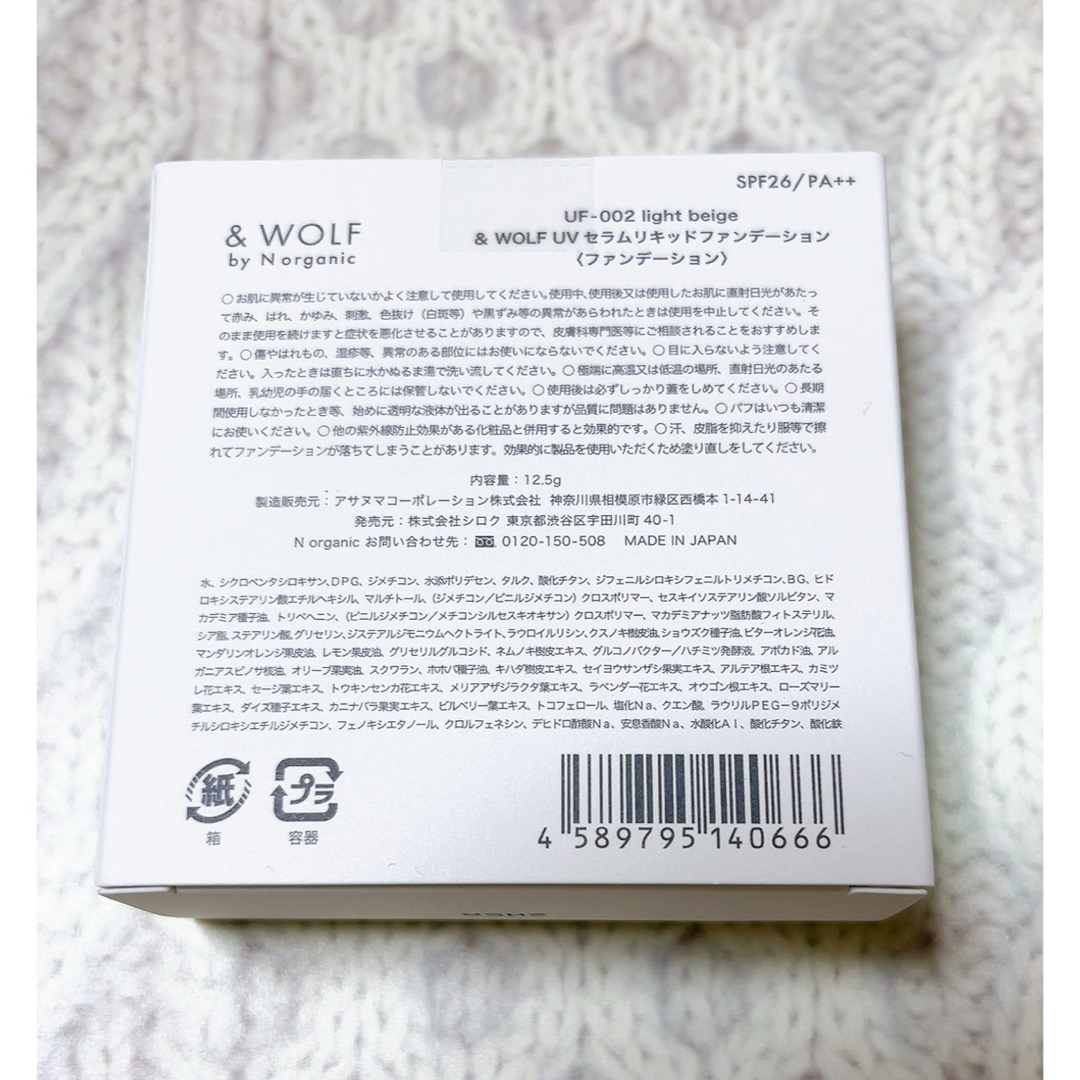 SPF26/PA++
& WOLF
by N organic
UF-002 light beige
& WOLF UV セラムリキッドファンデーション
〈ファンデーション〉
○お肌に異常が生じていないかよく注意して使用してください。使用中、使用後又は使用したお肌に直射日光があたっ
て赤み、はれ、かゆみ、刺激、色抜け（白斑等）や黒ずみ等の異常があらわれたときは使用を中止してください。そ
のまま使用を続けますと症状を悪化させることがありますので、皮膚科専門医等にご相談されることをおすすめしま
す。○傷やはれもの、湿疹等、異常のある部位にはお使いにならないでください。○目に入らないよう注意してく
ださい。入ったときは直ちに水かぬるま湯で洗い流してください。○極端に高温又は低温の場所、直射日光のあたる
場所、乳幼児の手の届くところには保管しないでください。○使用後は必ずしっかり蓋をしめてください。○長期
間使用しなかったとき等、始めに透明な液体が出ることがありますが品質に問題はありません。○パフはいつも清潔
にお使いください。○他の紫外線防止効果がある化粧品と併用すると効果的です。○汗、皮脂を抑えたり服等で擦
れてファンデーションが落ちてしまうことがあります。効果的に製品を使用いただくため塗り直しをしてください。
内容量：12.5g
製造販売元：アサヌマコーポレーション株式会社 神奈川県相模原市緑区西橋本 1-14-41
発売元：株式会社シロク 東京都渋谷区宇田川町 40-1
N organic お問い合わせ先： 0120-150-508 MADE IN JAPAN
水、シクロペンタシロキサン、DPG、ジメチコン、水添ポリデセン、タルク、酸化チタン、ジフェニルシロキシフェニルトリメチコン、BG、ヒド
ロキシステアリン酸エチルヘキシル、マルチトール、（ジメチコン／ビニルジメチコン）クロスポリマー、セスキイソステアリン酸ソルビタン、マ
カデミア種子油、トリベヘニン、（ビニルジメチコン／メチコンシルセスキオキサン）クロスポリマー、マカデミアナッツ脂肪酸フィトステリル、
シア脂、ステアリン酸、グリセリン、ジステアルジモニウムヘクトライト、ラウロイルリシン、クスノキ樹皮油、ショウズク種子油、ビターオレンジ花油、
マンダリンオレンジ果皮油、レモン果皮油、グリセリルグルコシド、ネムノキ樹皮エキス、グルコノバクター／ハチミツ発酵液、アボカド油、アル
ガニアスピノサ核油、オリーブ果実油、スクワラン、ホホバ種子油、キハダ樹皮エキス、セイヨウサンザシ果実エキス、アルテア根エキス、カミツ
レ花エキス、セージ葉エキス、トウキンセンカ花エキス、メリアアザジラクタ葉エキス、ラベンダー花エキス、オウゴン根エキス、ローズマリー
葉エキス、ダイズ種子エキス、カニナバラ果実エキス、ビルベリー葉エキス、トコフェロール、塩化Na、クエン酸、ラウリルPEG-9ポリジメ
チルシロキシエチルジメチコン、フェノキシエタノール、クロルフェネシン、デヒドロ酢酸Na、安息香酸Na、水酸化Al、酸化チタン、酸化鉄
紙
箱
プラ
容器
4 589795 140666